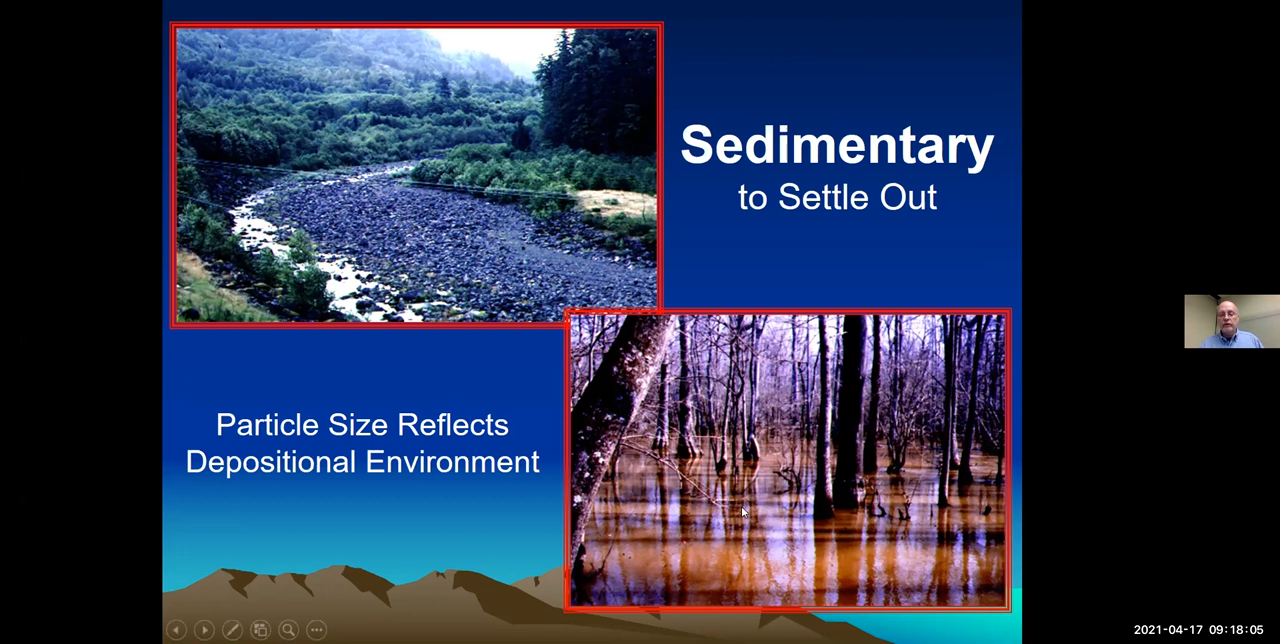 Sedimentary
to Settle Out
Particle Size Reflects
Depositional Environment
2021-04-17 09:18:05